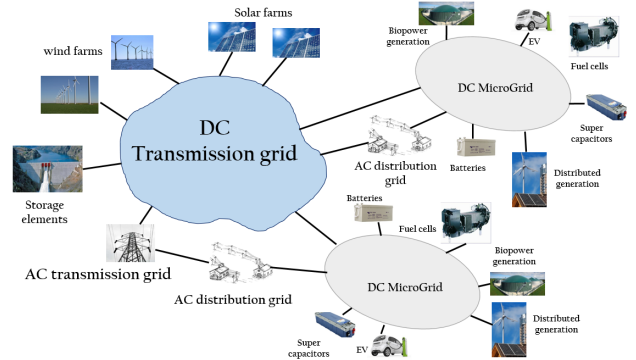 Solar farms
wind farms
DC
Transmission grid
Storage
elements
AC transmission grid
AC distribution grid
Biopower
generation
EV
Fuel cells
DC MicroGrid
Super
capacitors
AC distribution
grid
Batteries
Distributed
generation
Batteries
Fuel cells
Biopower
generation
DC MicroGrid
Distributed
generation
Super
capacitors
EV